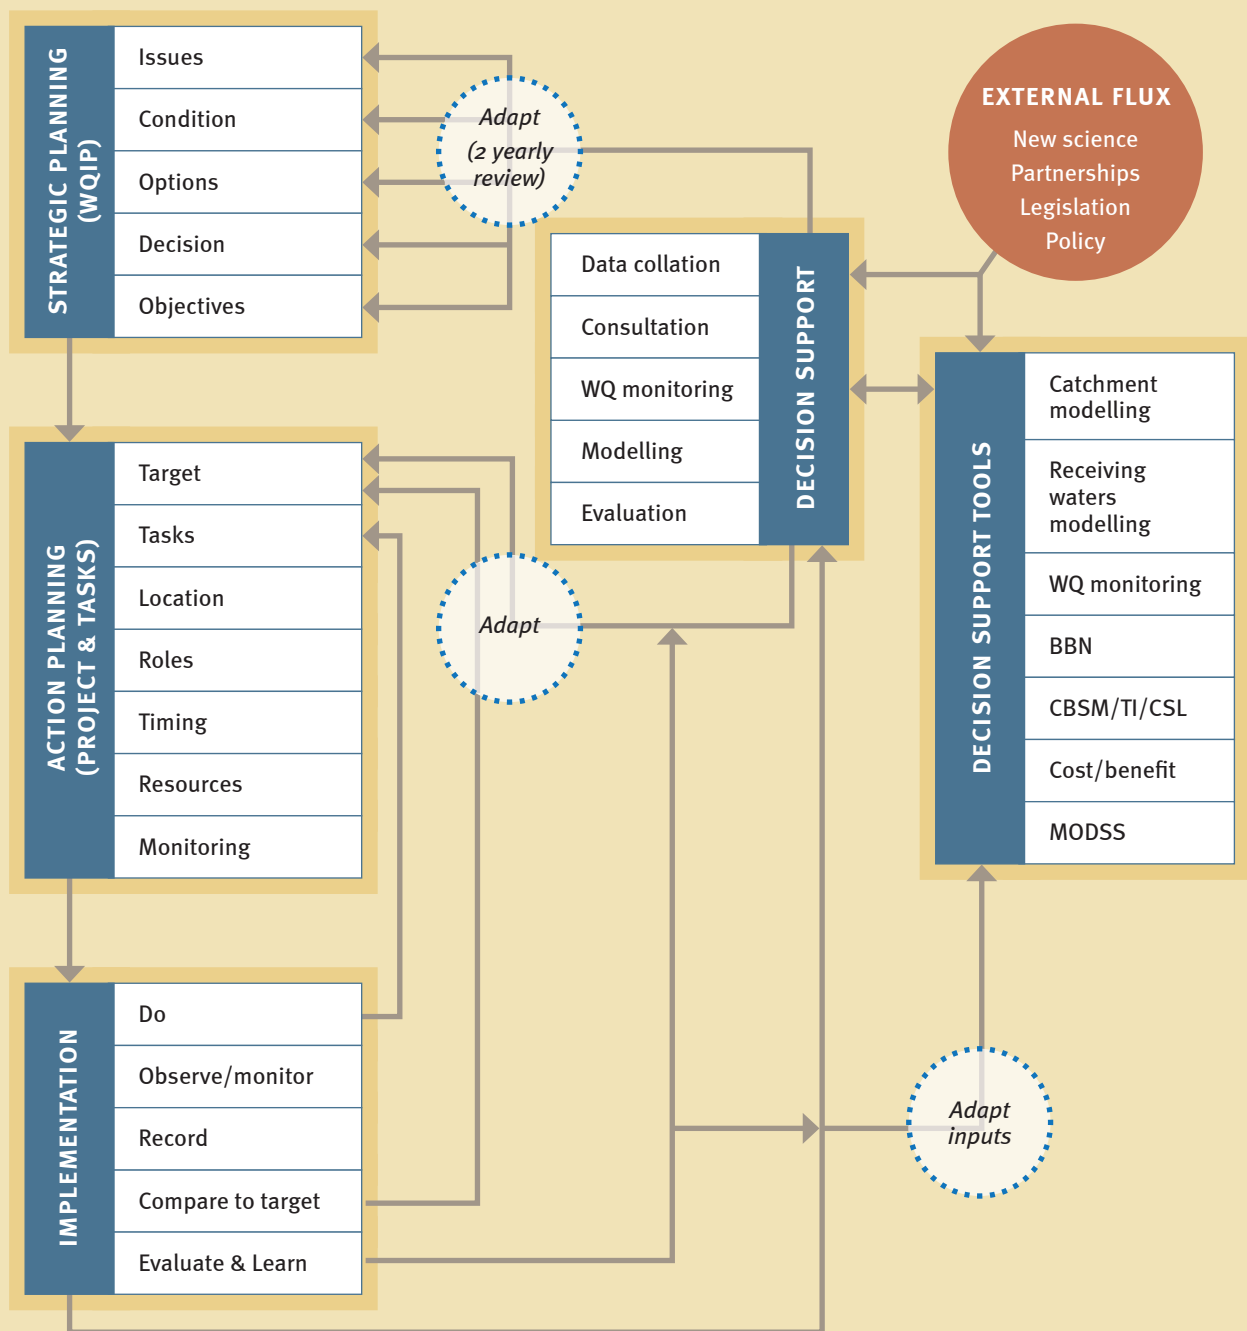 STRATEGIC PLANNING
(WQIP)
Issues
Condition
Options
Decision
Objectives
Adapt
(2 yearly
review)
EXTERNAL FLUX
New science
Partnerships
Legislation
Policy
Data collation
Consultation
WQ monitoring
Modelling
Evaluation
DECISION SUPPORT
DECISION SUPPORT TOOLS
Catchment
modelling
Receiving
waters
modelling
WQ monitoring
BBN
CBSM/TI/CSL
Cost/benefit
MODSS
ACTION PLANNING
(PROJECT & TASKS)
Target
Tasks
Location
Roles
Timing
Resources
Monitoring
Adapt
IMPLEMENTATION
Do
Observe/monitor
Record
Compare to target
Evaluate & Learn
Adapt
inputs